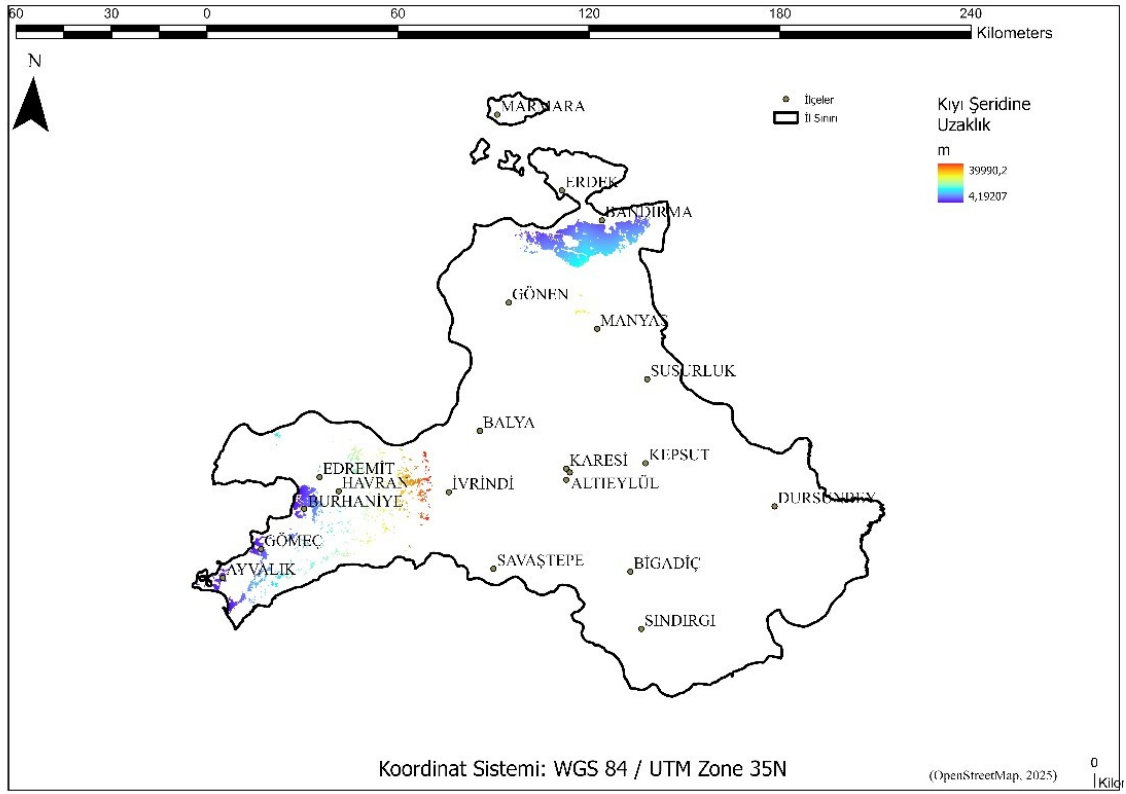 60 30 0 60 120 180 240
Kilometers
N
MARMARA
İlçeler
İl Sınırı
Kıyı Şeridine
Uzaklık
m
39990,2
4,19207
ERDEK
BANDIRMA
GÖNEN
MANYAS
SUSURLUK
BALYA
KARESİ
KEPSUT
ALTIEYLÜL
EDREMİT
HAVRAN
İVRİNDİ
BURHANİYE
DURSUNBEY
GÖMEÇ
AYVALIK
SAVAŞTEPE
BİGADİÇ
SINDIRGI
Koordinat Sistemi: WGS 84 / UTM Zone 35N
(OpenStreetMap, 2025)
0
Kilor